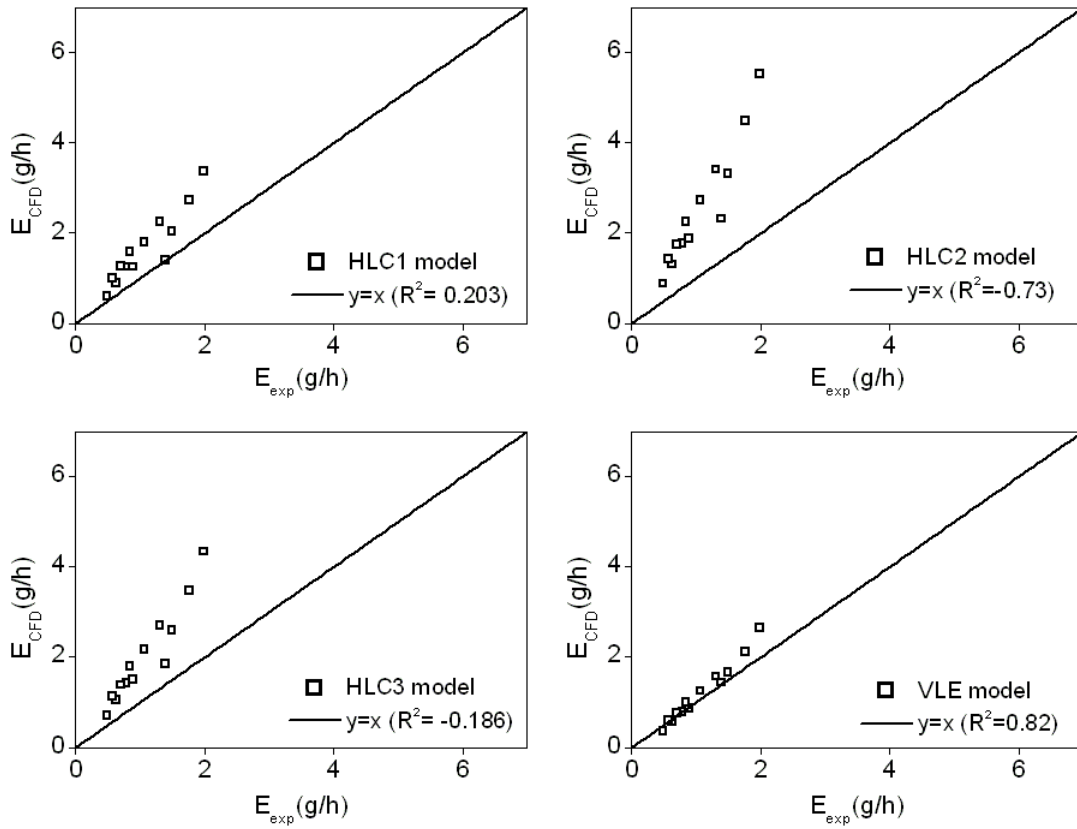 6
4
2
0
0
2
4
6
E_CFD(g/h)
E_exp(g/h)
HLC1 model
y=x (R²= 0.203)
6
4
2
0
0
2
4
6
E_CFD(g/h)
E_exp(g/h)
HLC2 model
y=x (R²=-0.73)
6
4
2
0
0
2
4
6
E_CFD(g/h)
E_exp(g/h)
HLC3 model
y=x (R²= -0.186)
6
4
2
0
0
2
4
6
E_CFD(g/h)
E_exp(g/h)
VLE model
y=x (R²=0.82)